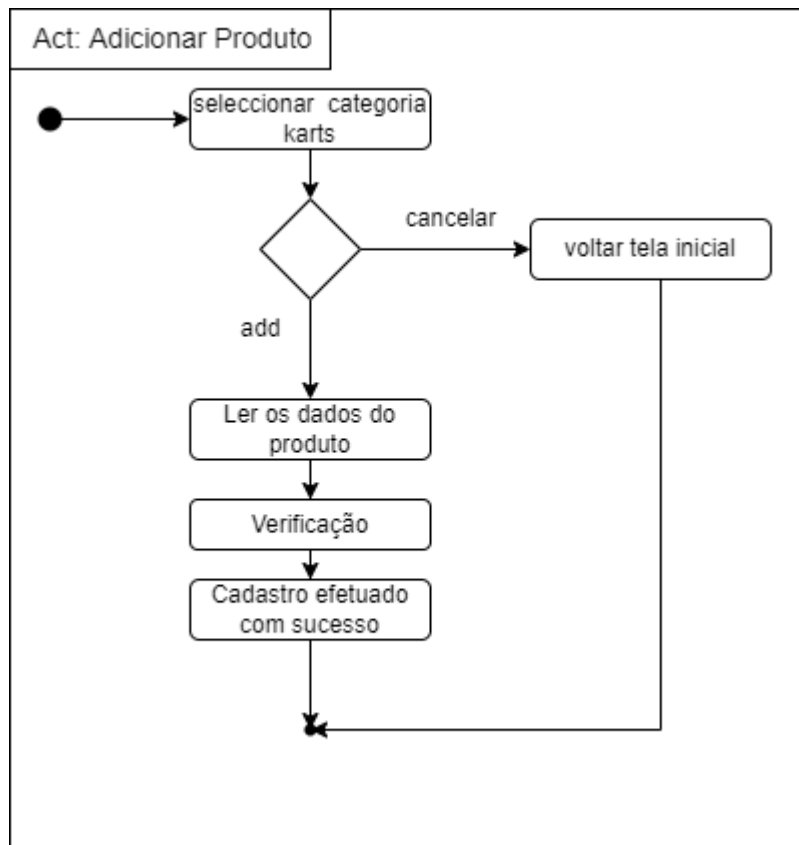 Act: Adicionar Produto
seleccionar categoria
karts
cancelar
voltar tela inicial
add
Ler os dados do
produto
Verificação
Cadastro efetuado
com sucesso